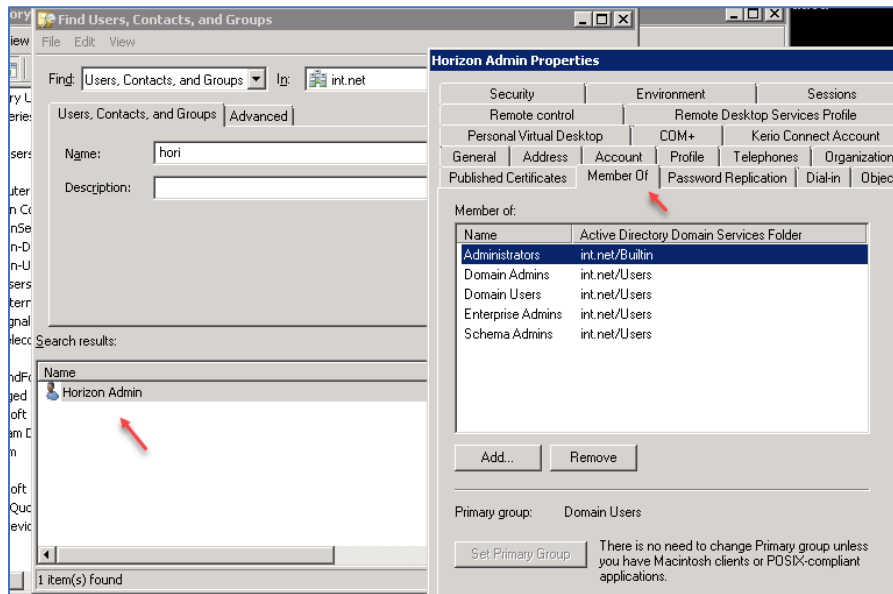 Find Users, Contacts, and Groups
File Edit View
Find: Users, Contacts, and Groups In: int.net
Users, Contacts, and Groups Advanced
Name: hori
Description:
Search results:
Name
Horizon Admin
1 item(s) found
Horizon Admin Properties
Security Environment Sessions
Remote control Remote Desktop Services Profile
Personal Virtual Desktop COM+ Kerio Connect Account
General Address Account Profile Telephones Organization
Published Certificates Member Of Password Replication Dial-in Objec
Member of:
Name Active Directory Domain Services Folder
Administrators int.net/Builtin
Domain Admins int.net/Users
Domain Users int.net/Users
Enterprise Admins int.net/Users
Schema Admins int.net/Users
Add... Remove
Primary group: Domain Users
Set Primary Group
There is no need to change Primary group unless
you have Macintosh clients or POSIX-compliant
applications.